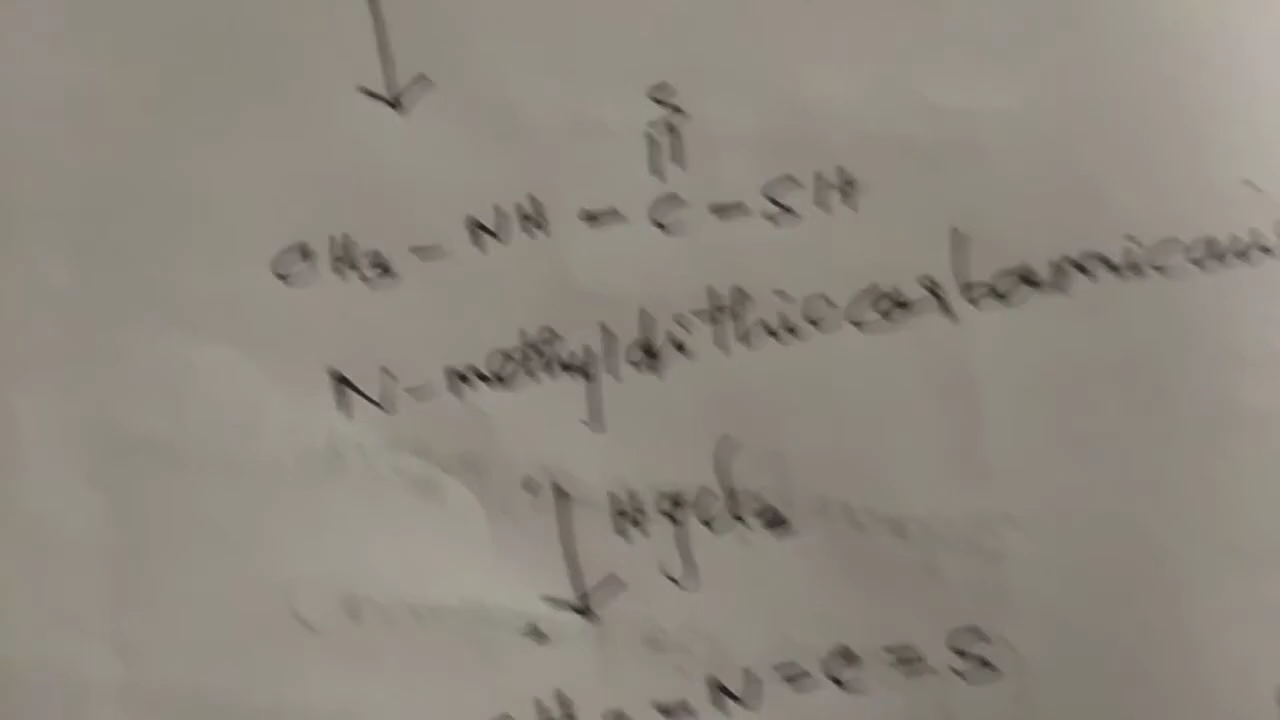 S
||
CH₃-NH-C-SH
N-methyldithiocarbamic
↓ HgCl₂
-N=C=S